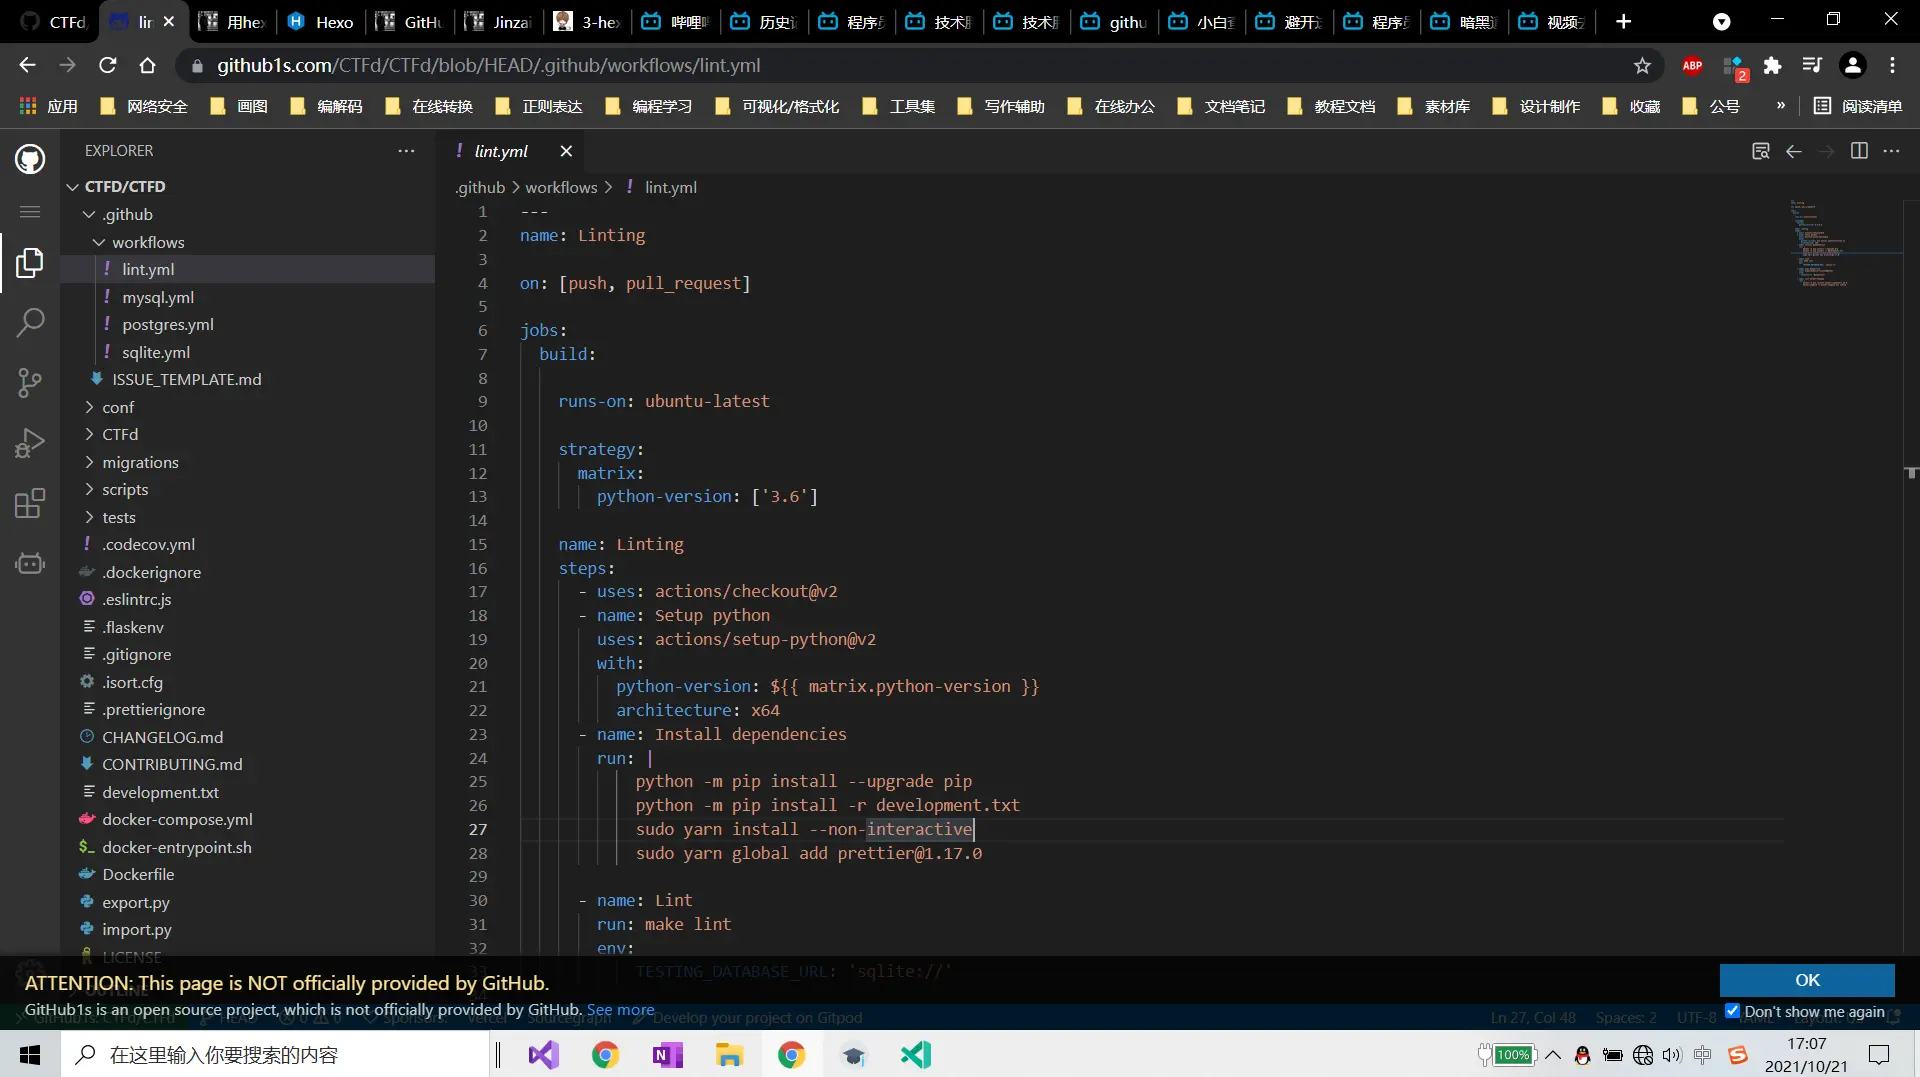 CTFd
lin
用hex
Hexo
GitHu
Jinzai
3-hex
哔哩
程序员
github
避开
程序员
github1s.com/CTFd/CTFd/blob/HEAD/.github/workflows/lint.yml
ABP
2
应用
网络安全
画图
编解码
在线转换
正则表达
编程学习
可视化/格式化
工具集
写作辅助
在线办公
文档笔记
教程文档
素材库
设计制作
收藏
公号
»
阅读清单
EXPLORER
CTFD/CTFD
.github
workflows
! lint.yml
! mysql.yml
! postgres.yml
! sqlite.yml
ISSUE_TEMPLATE.md
conf
CTFd
migrations
scripts
tests
! .codecov.yml
.dockerignore
.eslintrc.js
.flaskenv
.gitignore
.isort.cfg
.prettierignore
CHANGELOG.md
CONTRIBUTING.md
development.txt
docker-compose.yml
docker-entrypoint.sh
Dockerfile
export.py
import.py
LICENSE
OUTLINE
! lint.yml
.github > workflows > ! lint.yml
1 ---
2 name: Linting
3
4 on: [push, pull_request]
5
6 jobs:
7 build:
8
9 runs-on: ubuntu-latest
10
11 strategy:
12 matrix:
13 python-version: ['3.6']
14
15 name: Linting
16 steps:
17 - uses: actions/checkout@v2
18 - name: Setup python
19 uses: actions/setup-python@v2
20 with:
21 python-version: ${{ matrix.python-version }}
22 architecture: x64
23 - name: Install dependencies
24 run: |
25 python -m pip install --upgrade pip
26 python -m pip install -r development.txt
27 sudo yarn install --non-interactive
28 sudo yarn global add prettier@1.17.0
29
30 - name: Lint
31 run: make lint
32 env:
33 TESTING_DATABASE_URL: 'sqlite://'
ATTENTION: This page is NOT officially provided by GitHub.
GitHub1s is an open source project, which is not officially provided by GitHub. See more
OK
Don't show me again
Develop your project on Gitpod
Ln 27, Col 48
Spaces: 2
UTF-8
在这里输入你要搜索的内容
100%
中
17:07
2021/10/21